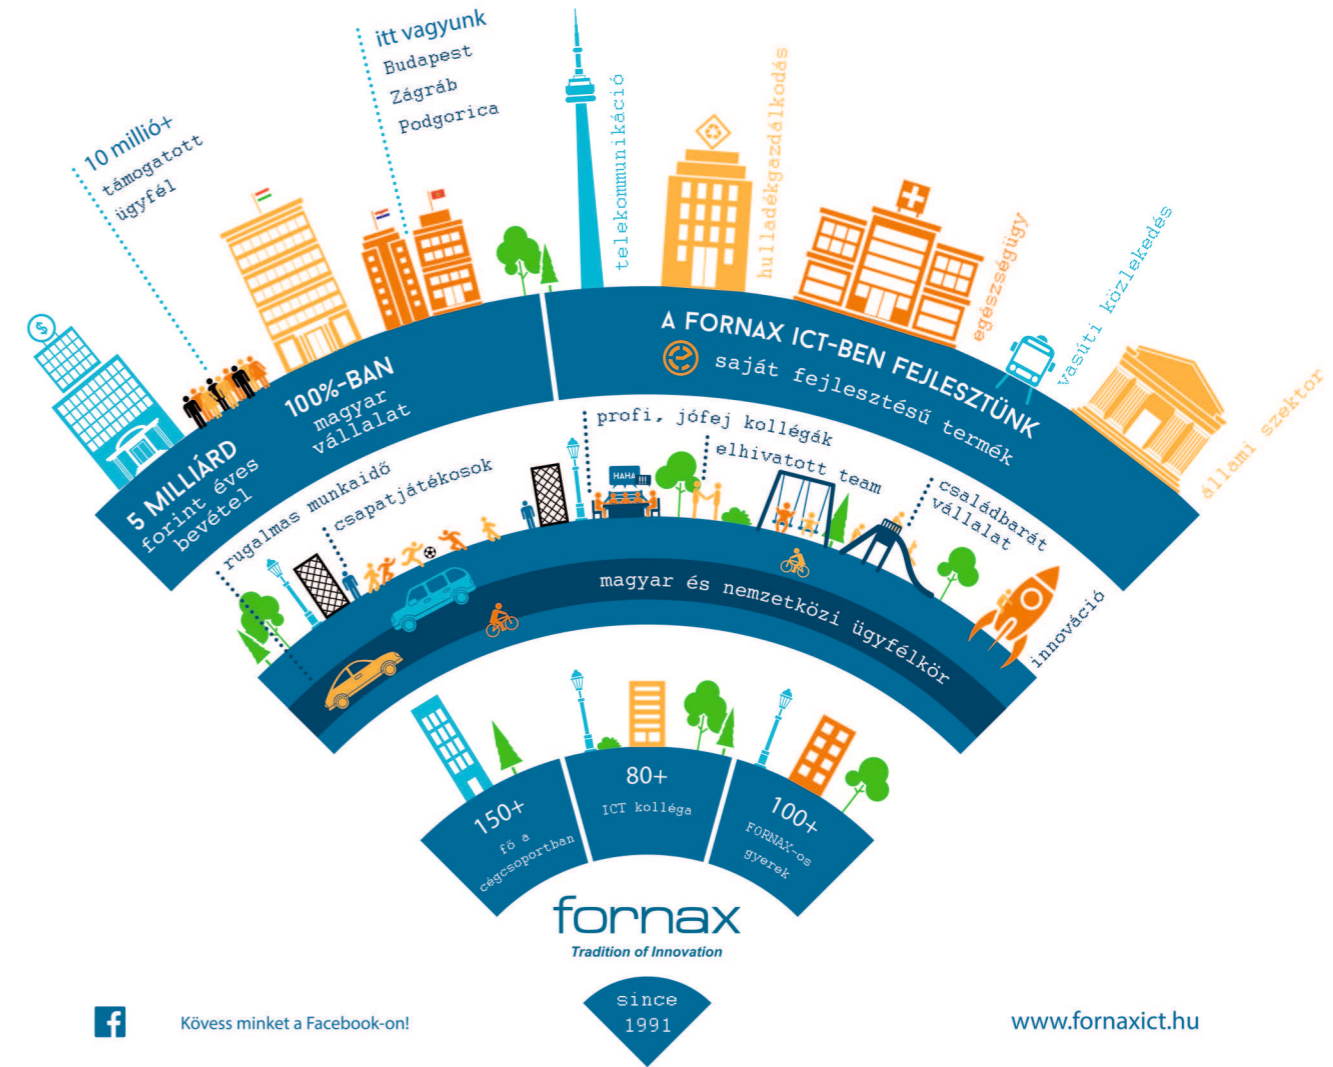 10 millió+
támogatott
ügyfél
itt vagyunk
Budapest
Zágráb
Podgorica
telekommunikáció
hulladékgazdálkodás
egészségügy
vasúti közlekedés
állami szektor
$
5 MILLIÁRD
forint éves
bevétel
100%-BAN
magyar
vállalat
A FORNAX ICT-BEN FEJLESZTÜNK
saját fejlesztésű termék
rugalmas munkaidő
csapatjátékosok
profi, jófej kollégák
elhivatott team
családbarát
vállalat
innováció
HAHA
magyar és nemzetközi ügyfélkör
150+
fő a
cégcsoportban
80+
ICT kolléga
100+
FORNAX-os
gyerek
fornax
Tradition of Innovation
since
1991
f
Kövess minket a Facebook-on!
www.fornaxict.hu